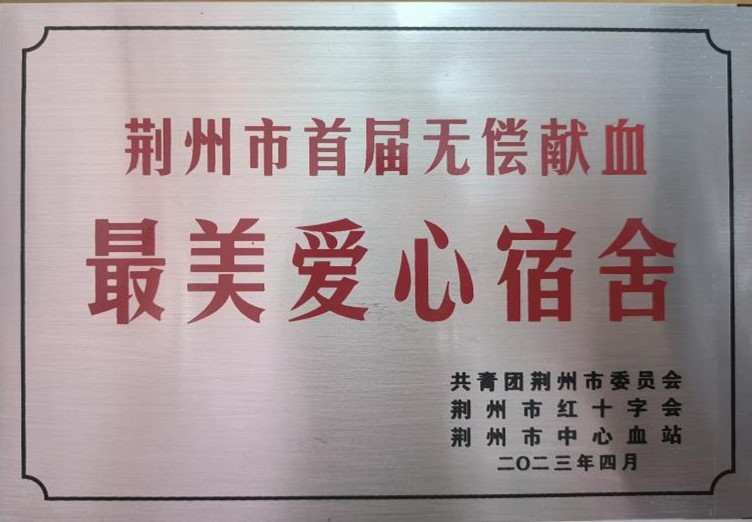 荆州市首届无偿献血
最美爱心宿舍
共青团荆州市委员会
荆州市红十字会
荆州市中心血站
二〇二三年四月